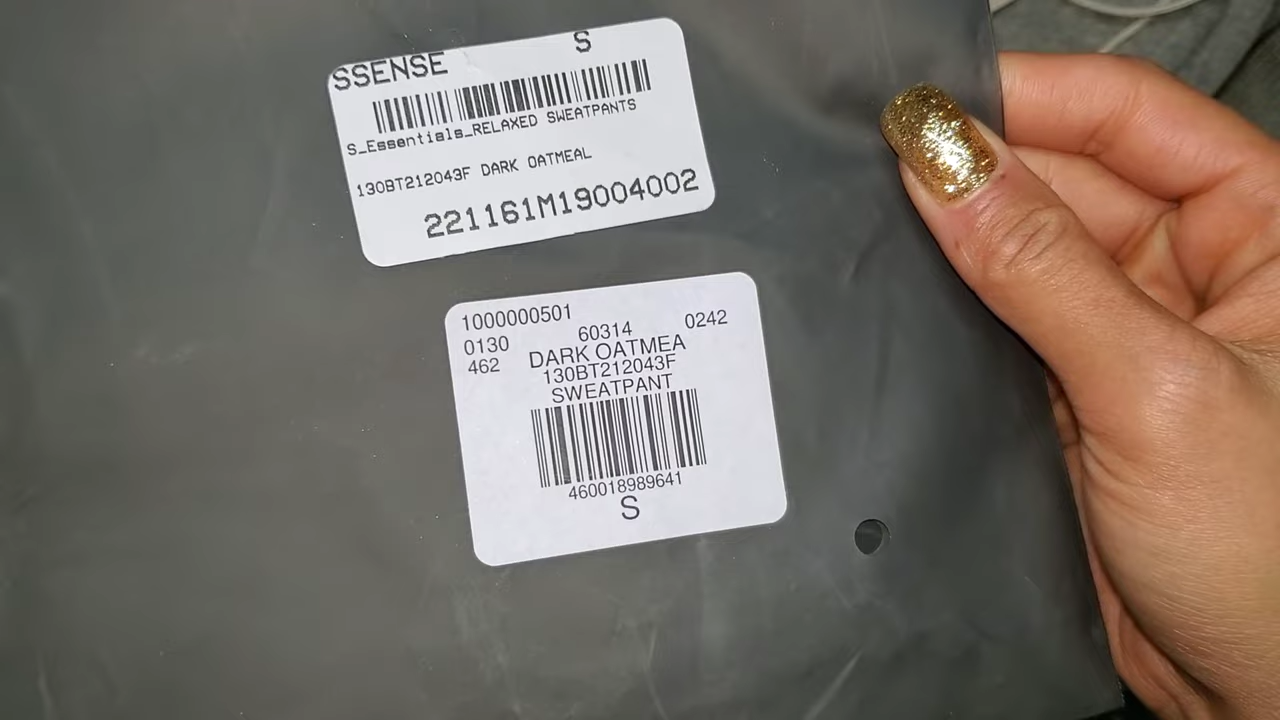 SSENSE S
S_Essentials_RELAXED SWEATPANTS
130BT212043F DARK OATMEAL
221161M19004002
1000000501
0130 60314 0242
462 DARK OATMEA
130BT212043F
SWEATPANT
460018989641
S